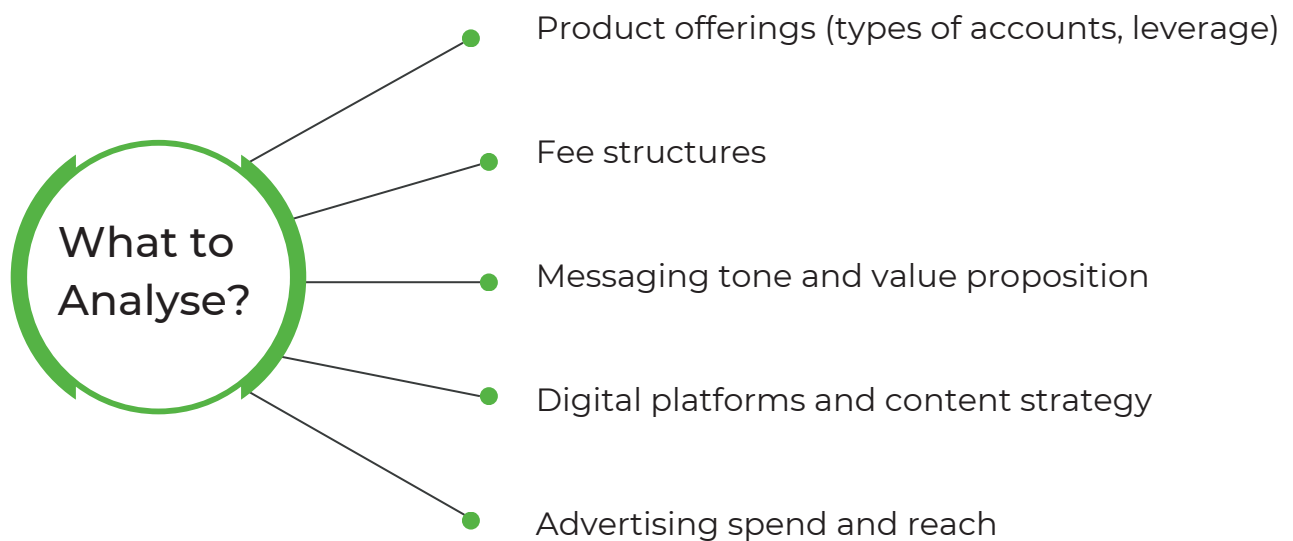 Product offerings (types of accounts, leverage)
Fee structures
What to
Analyse?
Messaging tone and value proposition
Digital platforms and content strategy
Advertising spend and reach